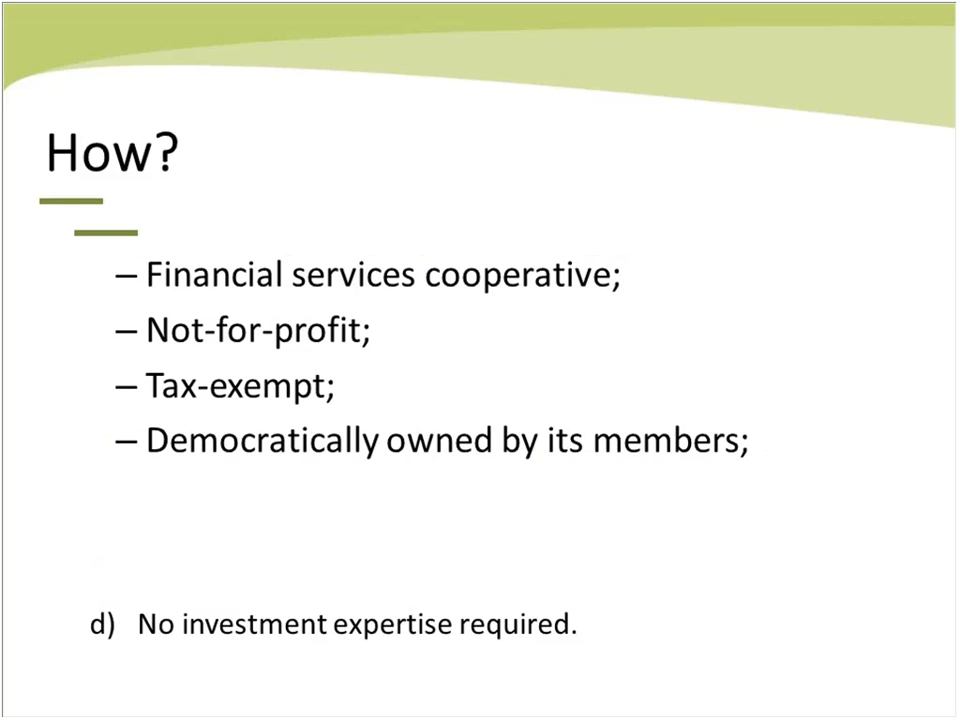 How?
– Financial services cooperative;
– Not-for-profit;
– Tax-exempt;
– Democratically owned by its members;
d) No investment expertise required.